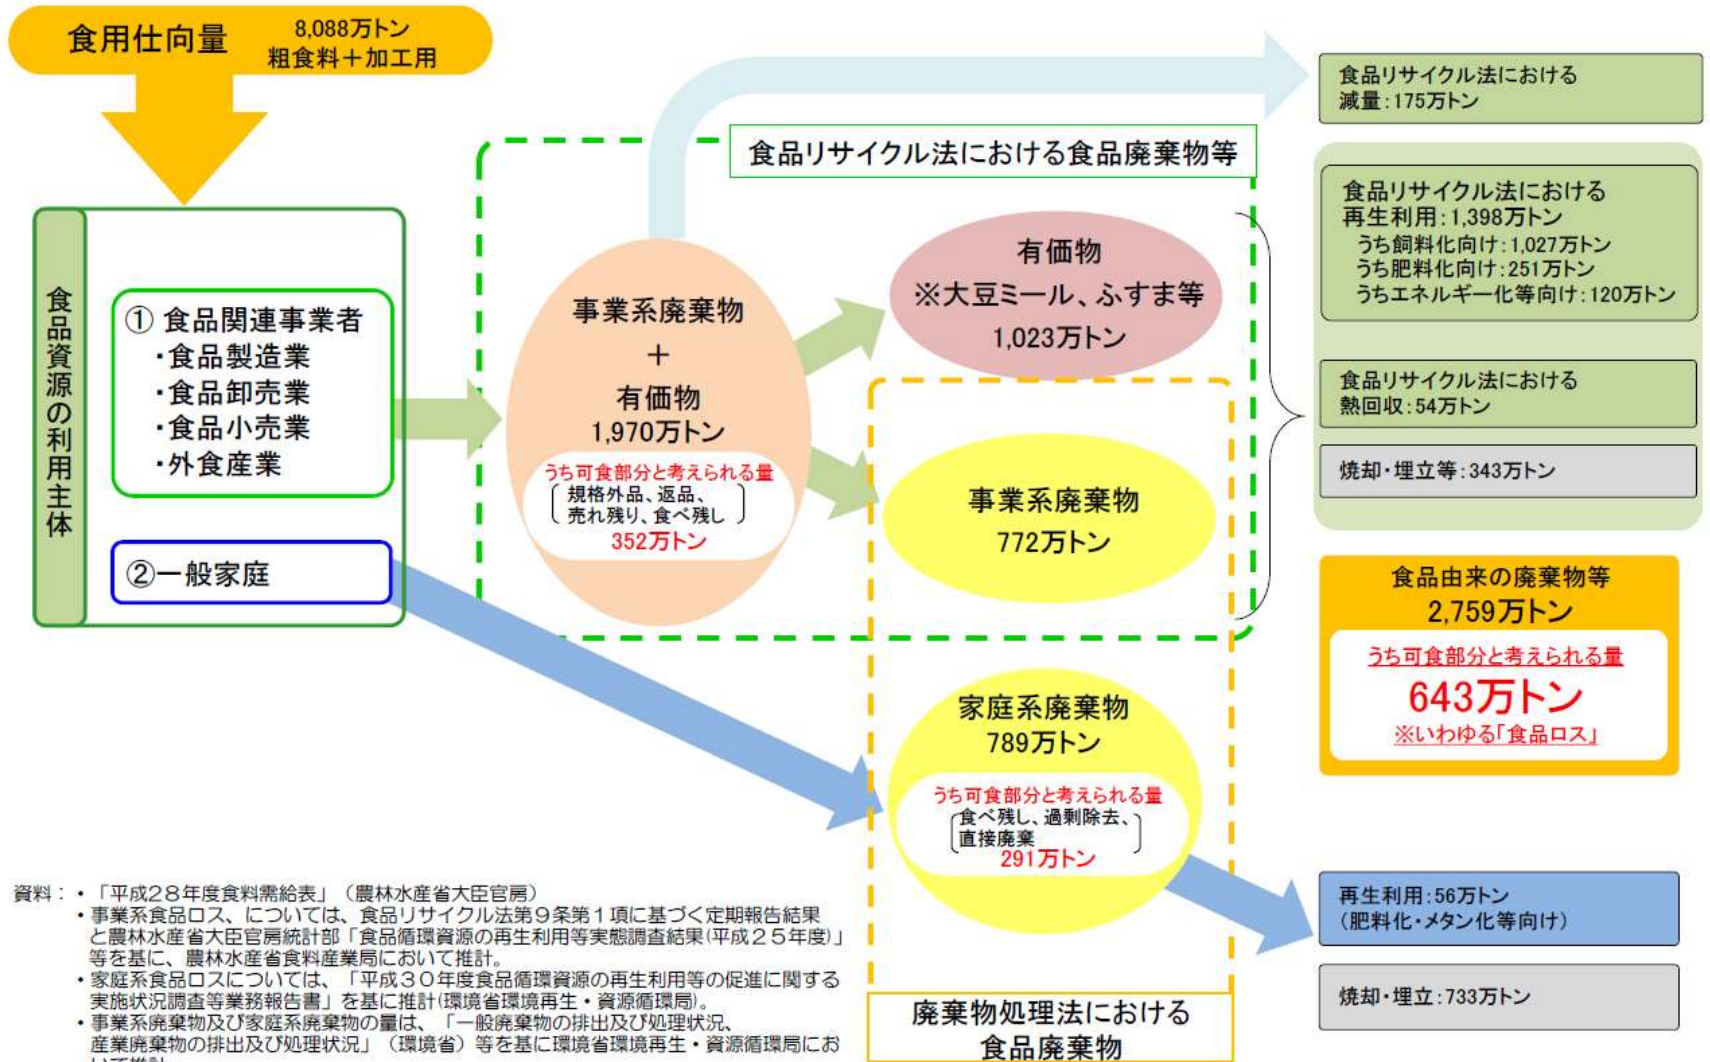 食用仕向量
8,088万トン
粗食料＋加工用
食品資源の利用主体
① 食品関連事業者
・食品製造業
・食品卸売業
・食品小売業
・外食産業
②一般家庭
食品リサイクル法における食品廃棄物等
事業系廃棄物
＋
有価物
1,970万トン
うち可食部分と考えられる量
規格外品、返品、
売れ残り、食べ残し
352万トン
有価物
※大豆ミール、ふすま等
1,023万トン
事業系廃棄物
772万トン
家庭系廃棄物
789万トン
うち可食部分と考えられる量
食べ残し、過剰除去、
直接廃棄
291万トン
廃棄物処理法における
食品廃棄物
食品リサイクル法における
減量：175万トン
食品リサイクル法における
再生利用：1,398万トン
うち飼料化向け：1,027万トン
うち肥料化向け：251万トン
うちエネルギー化等向け：120万トン
食品リサイクル法における
熱回収：54万トン
焼却・埋立等：343万トン
食品由来の廃棄物等
2,759万トン
うち可食部分と考えられる量
643万トン
※いわゆる「食品ロス」
再生利用：56万トン
（肥料化・メタン化等向け）
焼却・埋立：733万トン
資料：・「平成２８年度食料需給表」（農林水産省大臣官房）
・事業系食品ロス、については、食品リサイクル法第９条第１項に基づく定期報告結果
と農林水産省大臣官房統計部「食品循環資源の再生利用等実態調査結果（平成２５年度）」
等を基に、農林水産省食料産業局において推計。
・家庭系食品ロスについては、「平成３０年度食品循環資源の再生利用等の促進に関する
実施状況調査等業務報告書」を基に推計（環境省環境再生・資源循環局）。
・事業系廃棄物及び家庭系廃棄物の量は、「一般廃棄物の排出及び処理状況、
産業廃棄物の排出及び処理状況」（環境省）等を基に環境省環境再生・資源循環局にお